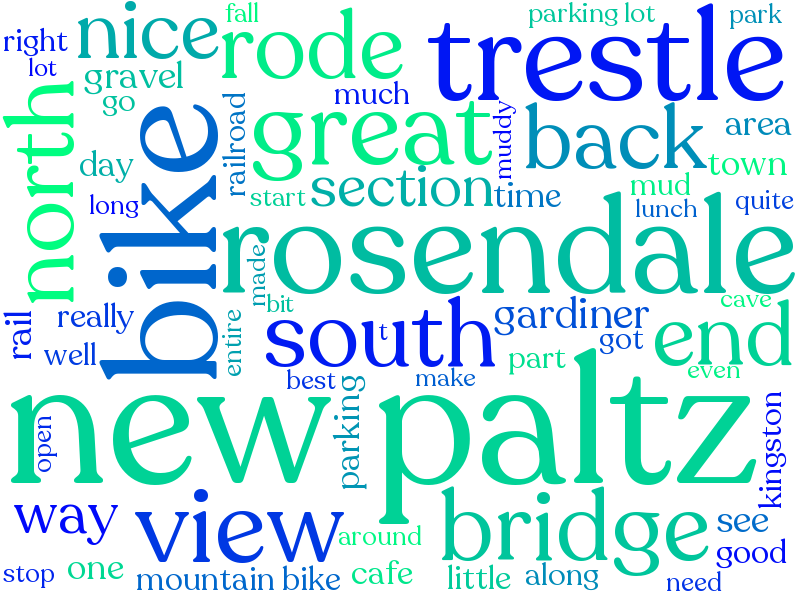 fall
parking lot
park
right
nice
rode
trestle
lot
gravel
much
go
north
bike
railroad
great
muddy
back
area
day
town
start
section
time
mud
long
lunch
quite
rosendale
made
rail
really
bit
south
t
gardiner
cave
entire
got
end
well
part
best
make
even
new paltz
open
parking
kingston
way
view
around
bridge
see
good
stop
one
mountain bike
cafe
little
along
need